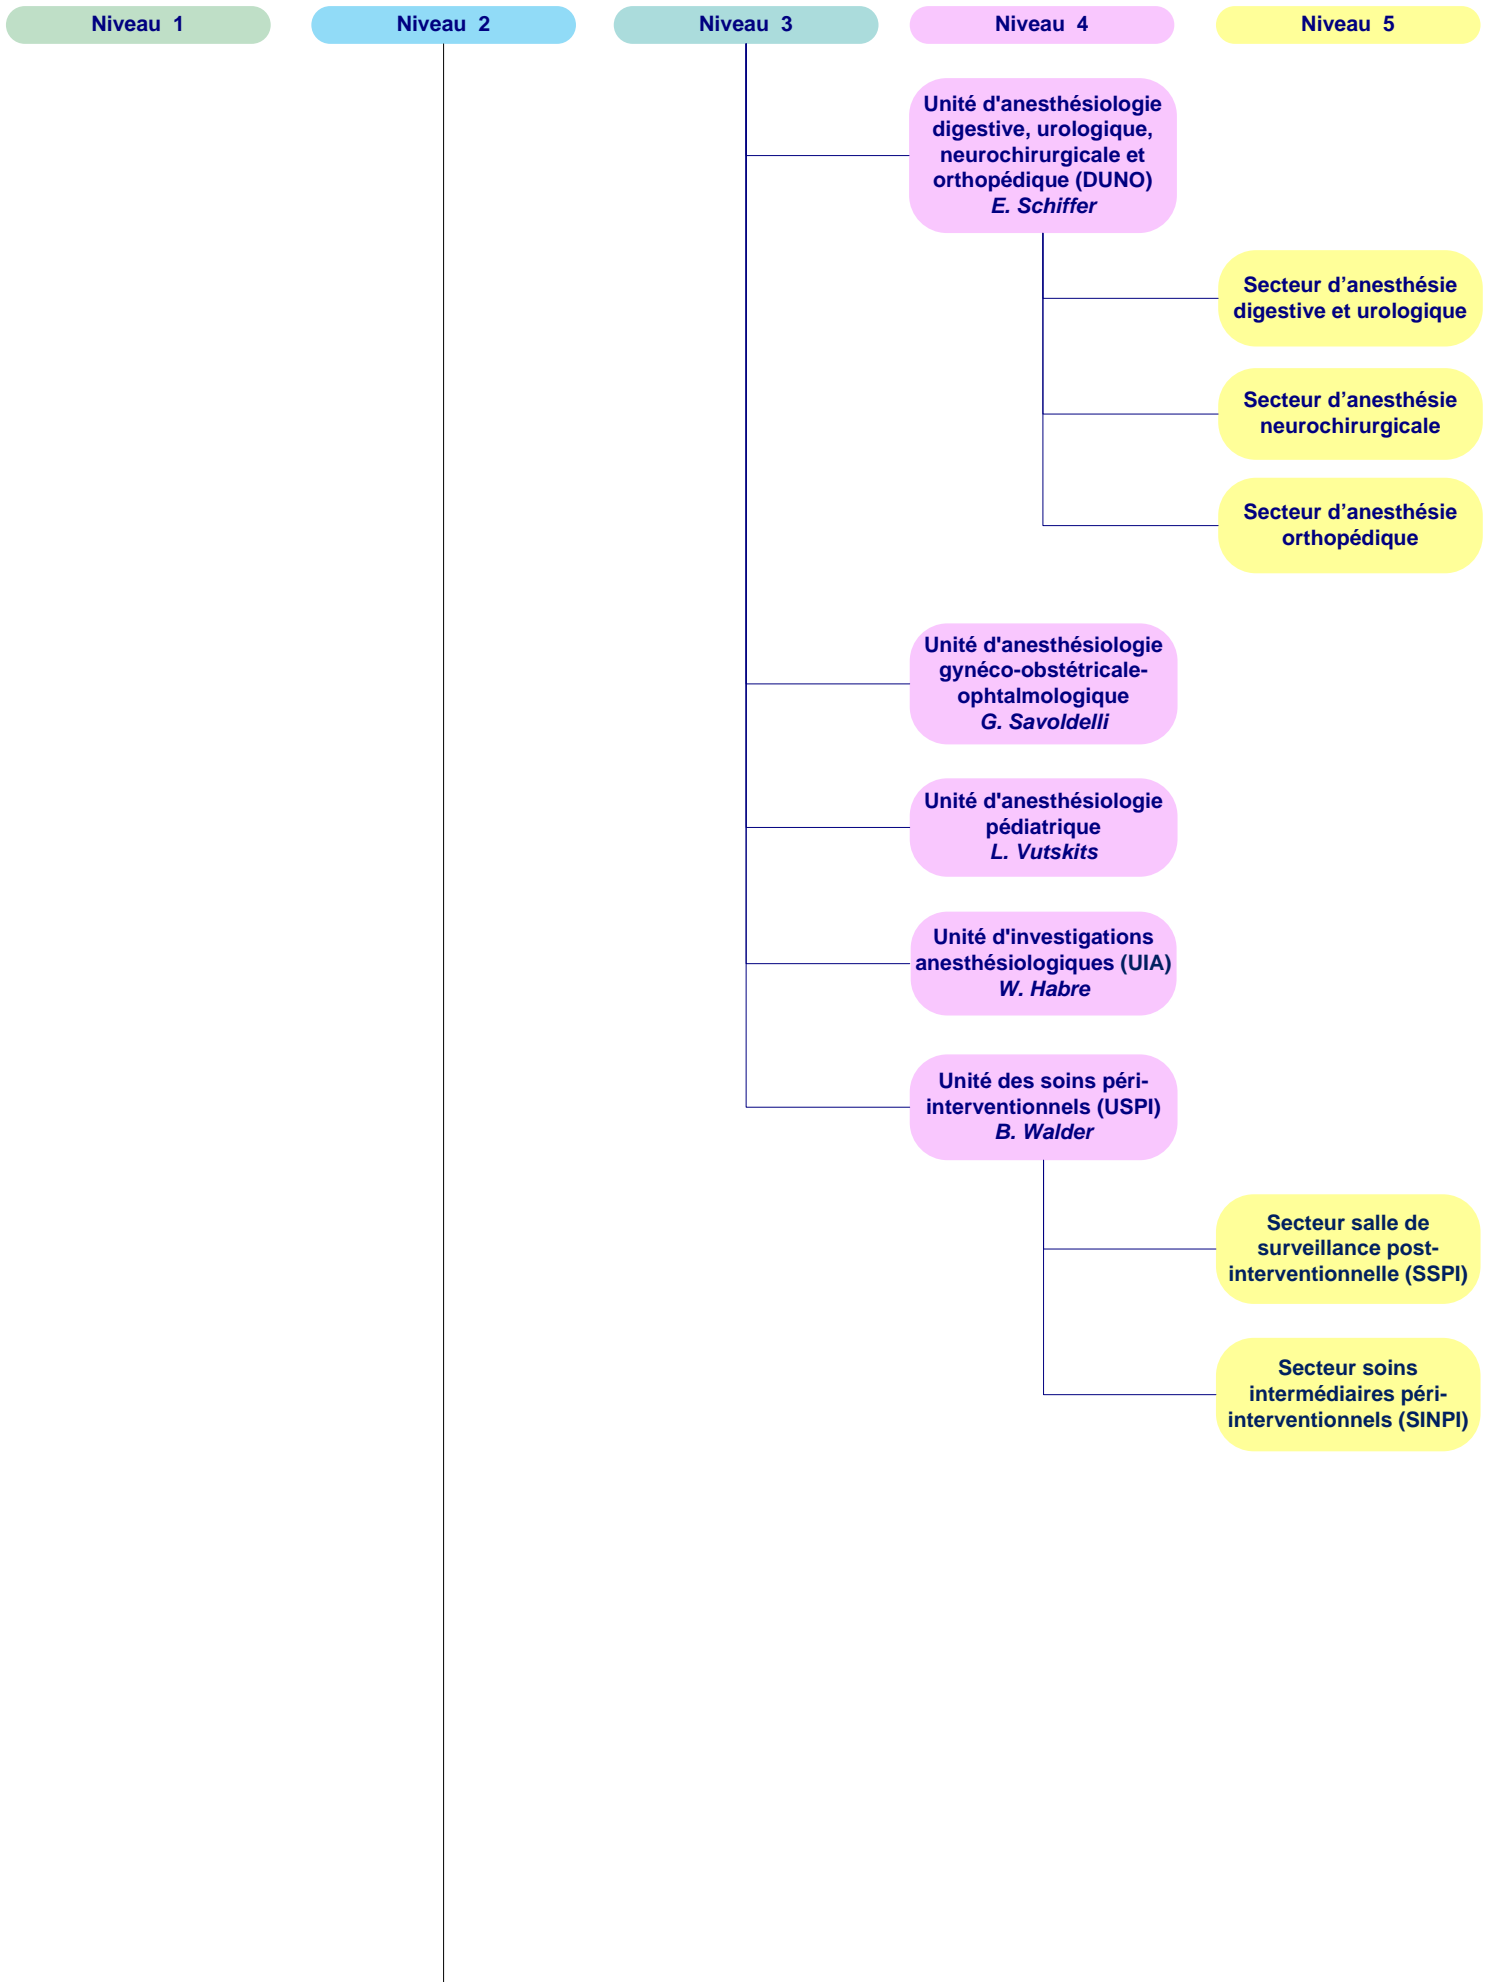 Niveau 1
Niveau 2
Niveau 3
Niveau 4
Niveau 5
Unité d'anesthésiologie
digestive, urologique,
neurochirurgicale et
orthopédique (DUNO)
E. Schiffer
Secteur d’anesthésie
digestive et urologique
Secteur d’anesthésie
neurochirurgicale
Secteur d’anesthésie
orthopédique
Unité d'anesthésiologie
gynéco-obstétricale-
ophtalmologique
G. Savoldelli
Unité d'anesthésiologie
pédiatrique
L. Vutskits
Unité d'investigations
anesthésiologiques (UIA)
W. Habre
Unité des soins péri-
interventionnels (USPI)
B. Walder
Secteur salle de
surveillance post-
interventionnelle (SSPI)
Secteur soins
intermédiaires péri-
interventionnels (SINPI)